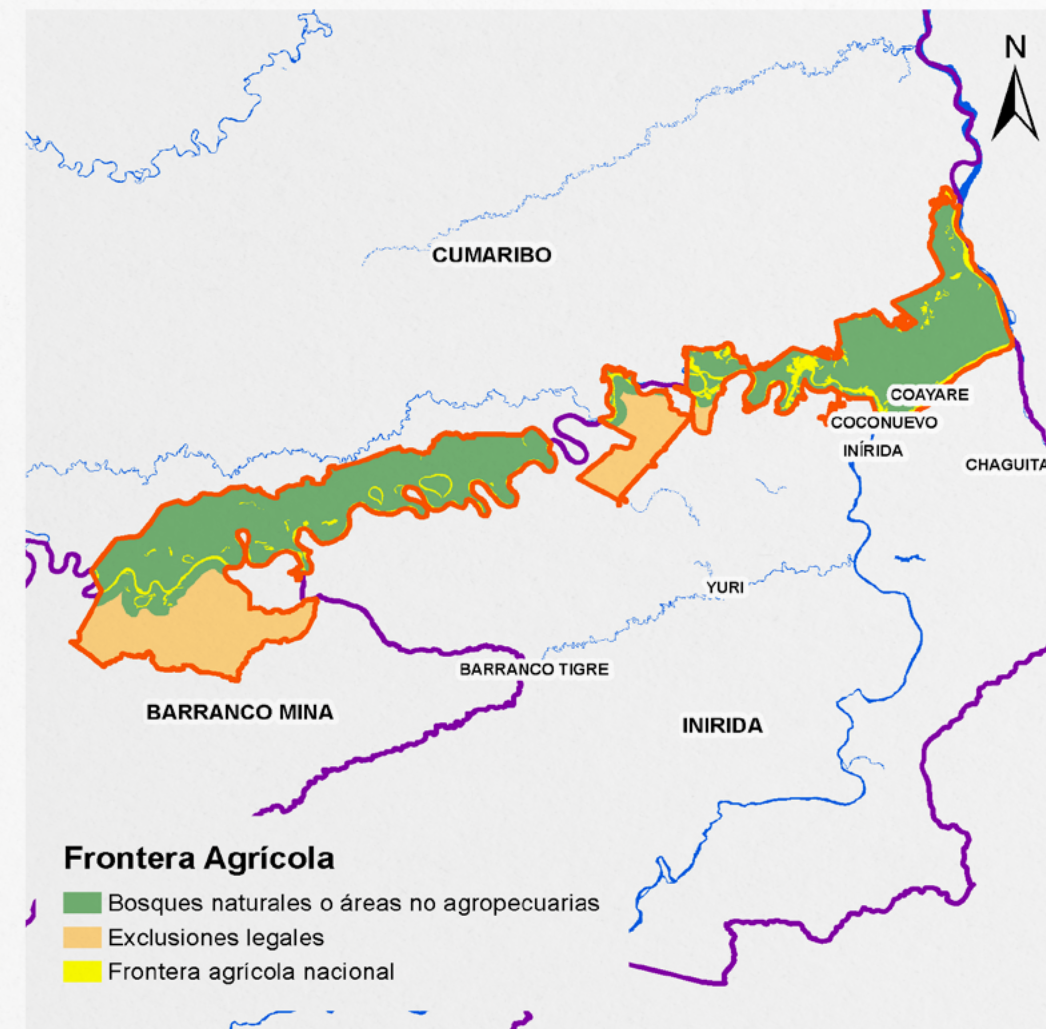 N
CUMARIBO
COAYARE
COCONUEVO
INÍRIDA
CHAGUITA
YURI
BARRANCO TIGRE
BARRANCO MINA
INIRIDA
Frontera Agrícola
Bosques naturales o áreas no agropecuarias
Exclusiones legales
Frontera agrícola nacional